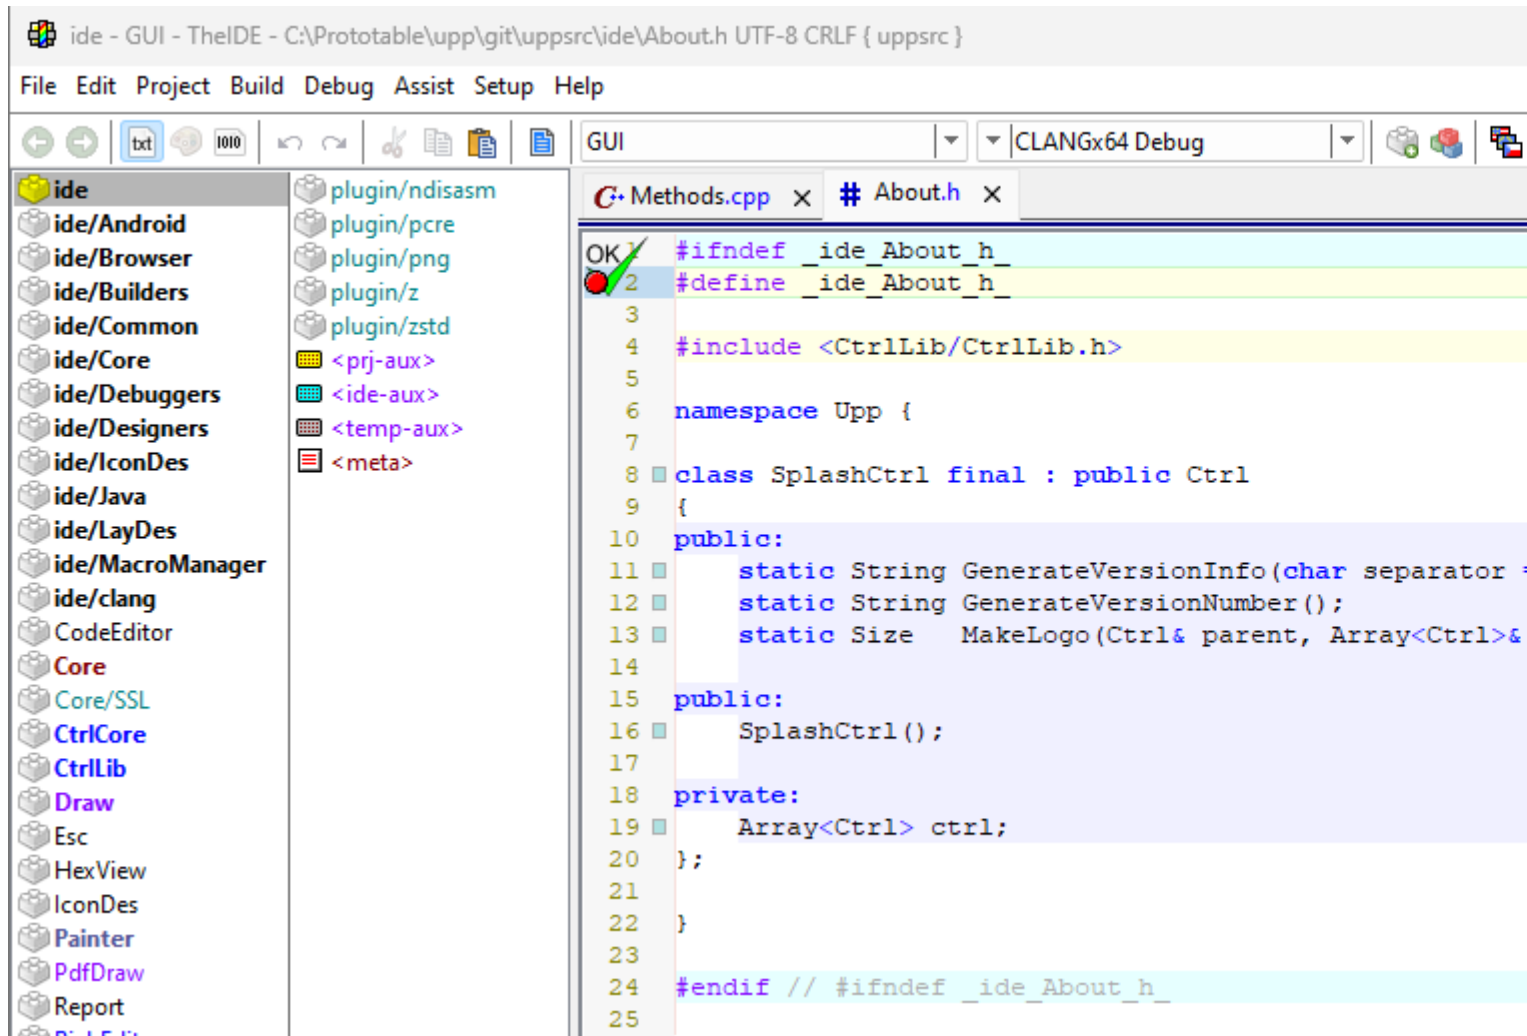 ide - GUI - TheIDE - C:\Prototable\upp\git\uppsrc\ide\About.h UTF-8 CRLF { uppsrc }
File Edit Project Build Debug Assist Setup Help
txt 1010 GUI CLANGx64 Debug
ide
ide/Android
ide/Browser
ide/Builders
ide/Common
ide/Core
ide/Debuggers
ide/Designers
ide/IconDes
ide/Java
ide/LayDes
ide/MacroManager
ide/clang
CodeEditor
Core
Core/SSL
CtrlCore
CtrlLib
Draw
Esc
HexView
IconDes
Painter
PdfDraw
Report
plugin/ndisasm
plugin/pcre
plugin/png
plugin/z
plugin/zstd
<prj-aux>
<ide-aux>
<temp-aux>
<meta>
C++ Methods.cpp # About.h
OK 1 #ifndef _ide_About_h_
2 #define _ide_About_h_
3
4 #include <CtrlLib/CtrlLib.h>
5
6 namespace Upp {
7
8 class SplashCtrl final : public Ctrl
9 {
10 public:
11 static String GenerateVersionInfo(char separator =
12 static String GenerateVersionNumber();
13 static Size MakeLogo(Ctrl& parent, Array<Ctrl>&
14
15 public:
16 SplashCtrl();
17
18 private:
19 Array<Ctrl> ctrl;
20 };
21
22 }
23
24 #endif // #ifndef _ide_About_h_
25